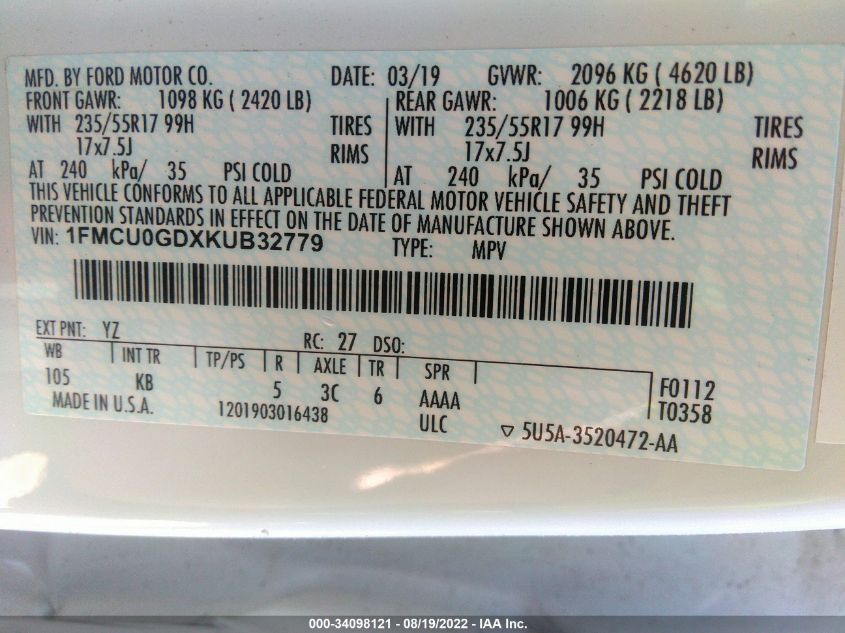 MFD. BY FORD MOTOR CO. DATE: 03/19 GVWR: 2096 KG ( 4620 LB)
FRONT GAWR: 1098 KG ( 2420 LB) REAR GAWR: 1006 KG ( 2218 LB)
WITH 235/55R17 99H TIRES WITH 235/55R17 99H TIRES
17x7.5J RIMS 17x7.5J RIMS
AT 240 kPa/ 35 PSI COLD AT 240 kPa/ 35 PSI COLD
THIS VEHICLE CONFORMS TO ALL APPLICABLE FEDERAL MOTOR VEHICLE SAFETY AND THEFT
PREVENTION STANDARDS IN EFFECT ON THE DATE OF MANUFACTURE SHOWN ABOVE.
VIN: 1FMCU0GDXKUB32779 TYPE: MPV
EXT PNT: YZ RC: 27 DSO:
WB INT TR TP/PS R AXLE TR SPR
105 KB 5 3C 6 AAAA F0112
MADE IN U.S.A. 1201903016438 ULC T0358
▽ 5U5A-3520472-AA
000-34098121 - 08/19/2022 - IAA Inc.